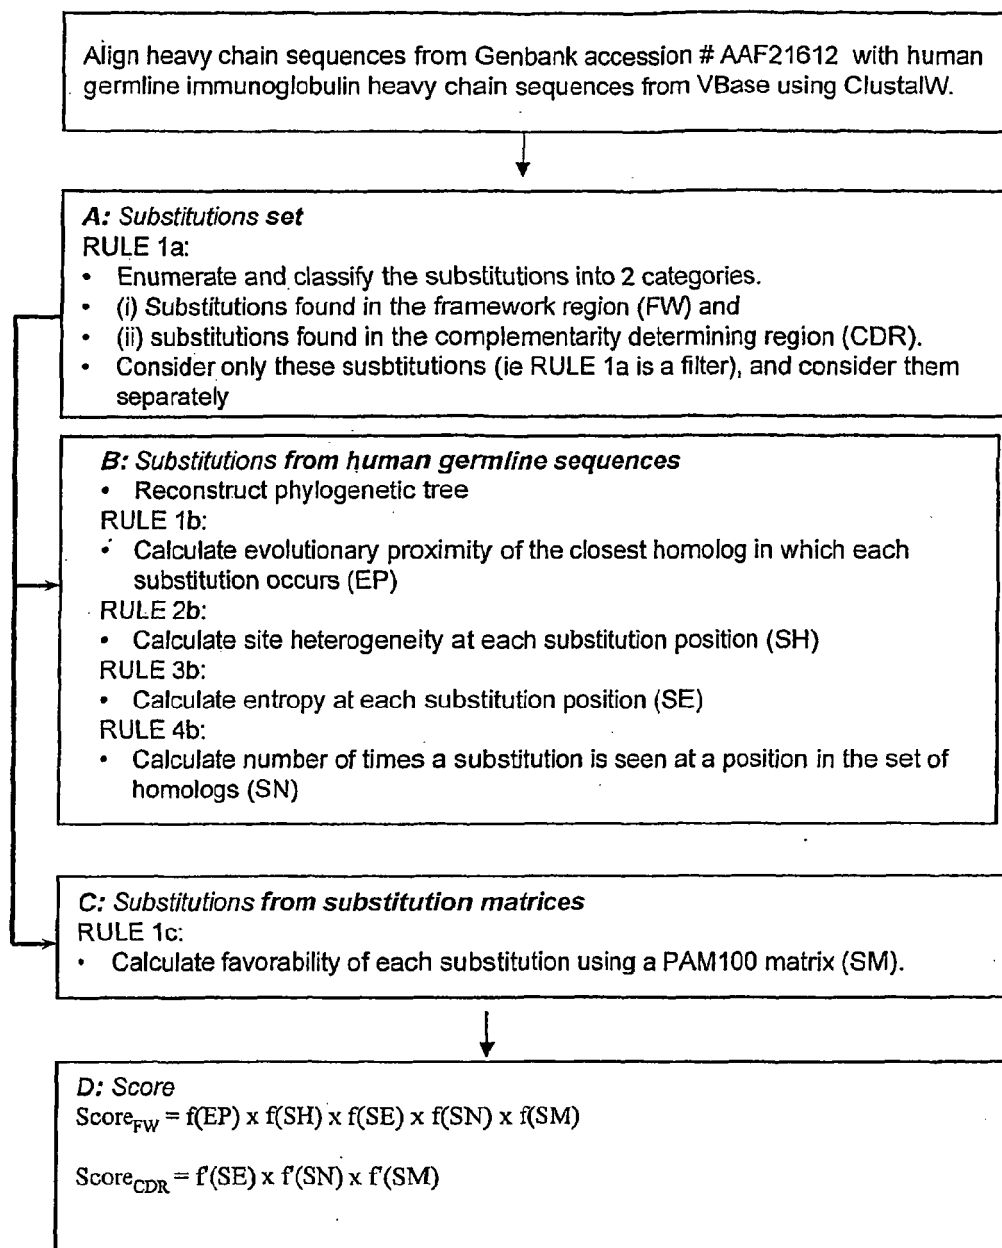 Align heavy chain sequences from Genbank accession # AAF21612 with human
germline immunoglobulin heavy chain sequences from VBase using ClustalW.
A: Substitutions set
RULE 1a:
• Enumerate and classify the substitutions into 2 categories.
• (i) Substitutions found in the framework region (FW) and
• (ii) substitutions found in the complementarity determining region (CDR).
• Consider only these susbtitutions (ie RULE 1a is a filter), and consider them
separately
B: Substitutions from human germline sequences
• Reconstruct phylogenetic tree
RULE 1b:
• Calculate evolutionary proximity of the closest homolog in which each
substitution occurs (EP)
RULE 2b:
• Calculate site heterogeneity at each substitution position (SH)
RULE 3b:
• Calculate entropy at each substitution position (SE)
RULE 4b:
• Calculate number of times a substitution is seen at a position in the set of
homologs (SN)
C: Substitutions from substitution matrices
RULE 1c:
• Calculate favorability of each substitution using a PAM100 matrix (SM).
D: Score
ScoreFW = f(EP) x f(SH) x f(SE) x f(SN) x f(SM)
ScoreCDR = f'(SE) x f'(SN) x f'(SM)